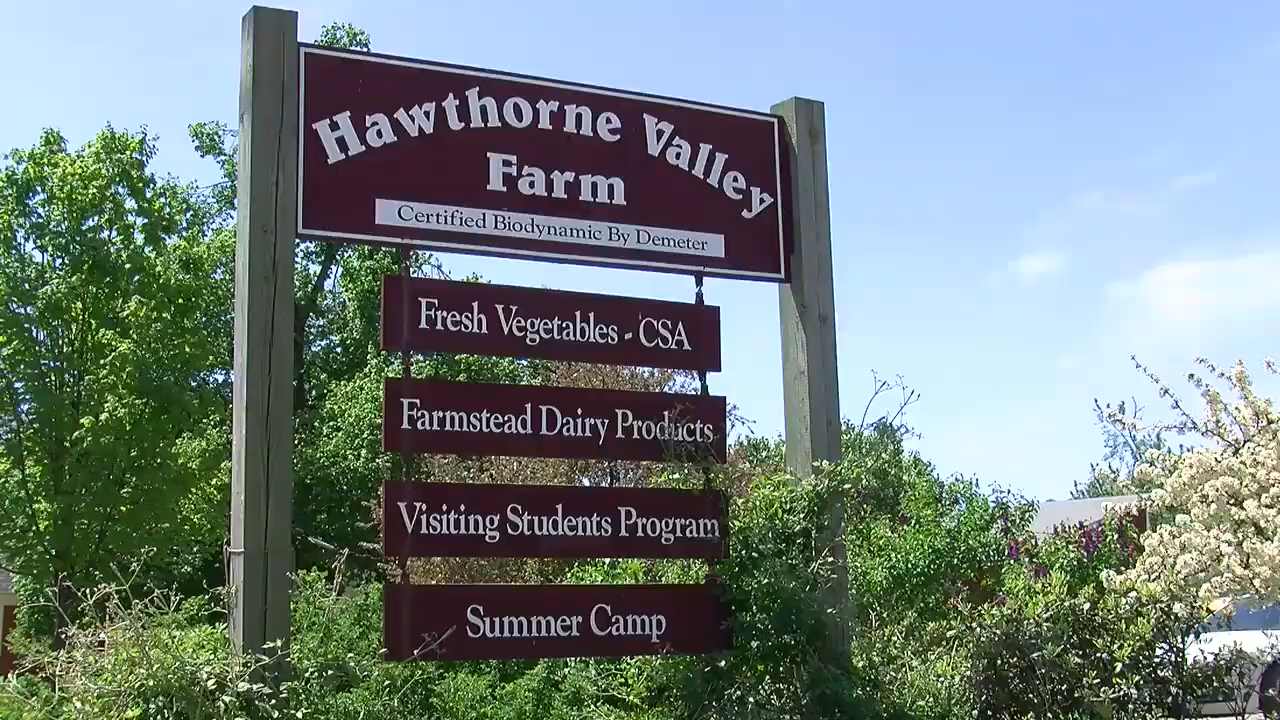 Hawthorne Valley
Farm
Certified Biodynamic By Demeter
Fresh Vegetables - CSA
Farmstead Dairy Products
Visiting Students Program
Summer Camp